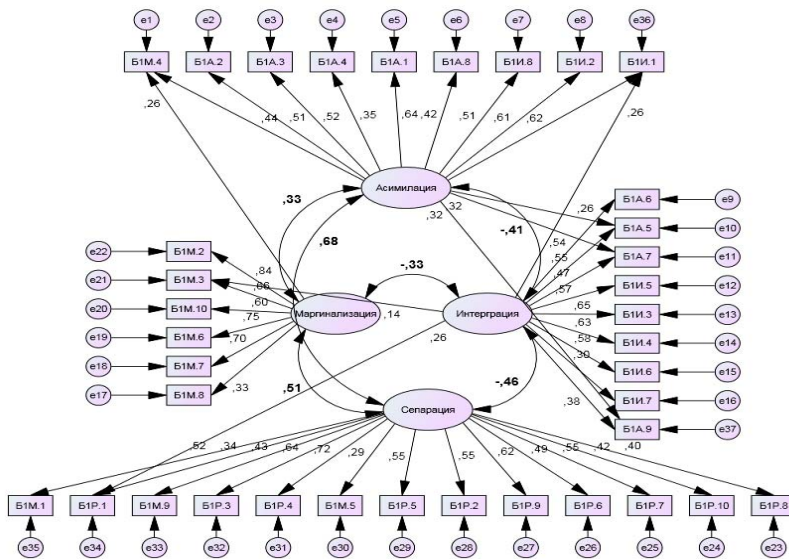 e1 e2 e3 e4 e5 e6 e7 e8 e36
Б1М.4 Б1А.2 Б1А.3 Б1А.4 Б1А.1 Б1А.8 Б1И.8 Б1И.2 Б1И.1
,26 ,44 ,51 ,52 ,35 ,64 ,42 ,51 ,61 ,62 ,26
Асимилация
,33 ,68 ,32 ,32 -,41
,26 Б1А.6 e9
,54 Б1А.5 e10
,55 Б1А.7 e11
,47 Б1И.5 e12
,57 Б1И.3 e13
,65 Б1И.4 e14
,63 Б1И.6 e15
,58 Б1И.7 e16
,30 ,38 Б1А.9 e37
-,33
e22 Б1М.2 ,84
e21 Б1М.3 ,66
e20 Б1М.10 ,60
e19 Б1М.6 ,75
e18 Б1М.7 ,70
e17 Б1М.8 ,33
Маргинализация ,14 Интерграция
,26
,51 -,46
Сепарация
,52 ,34 ,43 ,64 ,72 ,29 ,55 ,55 ,62 ,49 ,55 ,42 ,40
Б1М.1 Б1Р.1 Б1М.9 Б1Р.3 Б1Р.4 Б1М.5 Б1Р.5 Б1Р.2 Б1Р.9 Б1Р.6 Б1Р.7 Б1Р.10 Б1Р.8
e35 e34 e33 e32 e31 e30 e29 e28 e27 e26 e25 e24 e23